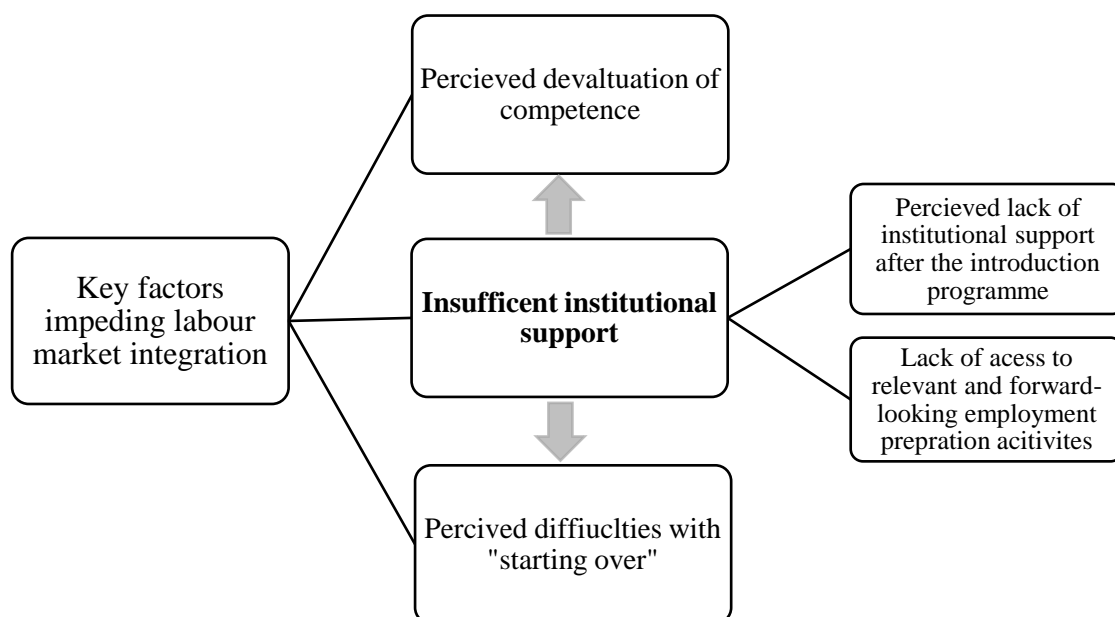 Percieved devaltuation of
competence
Key factors
impeding labour
market integration
Insufficent institutional
support
Percieved lack of
institutional support
after the introduction
programme
Lack of acess to
relevant and forward-
looking employment
prepration acitivites
Percived diffiuclties with
"starting over"